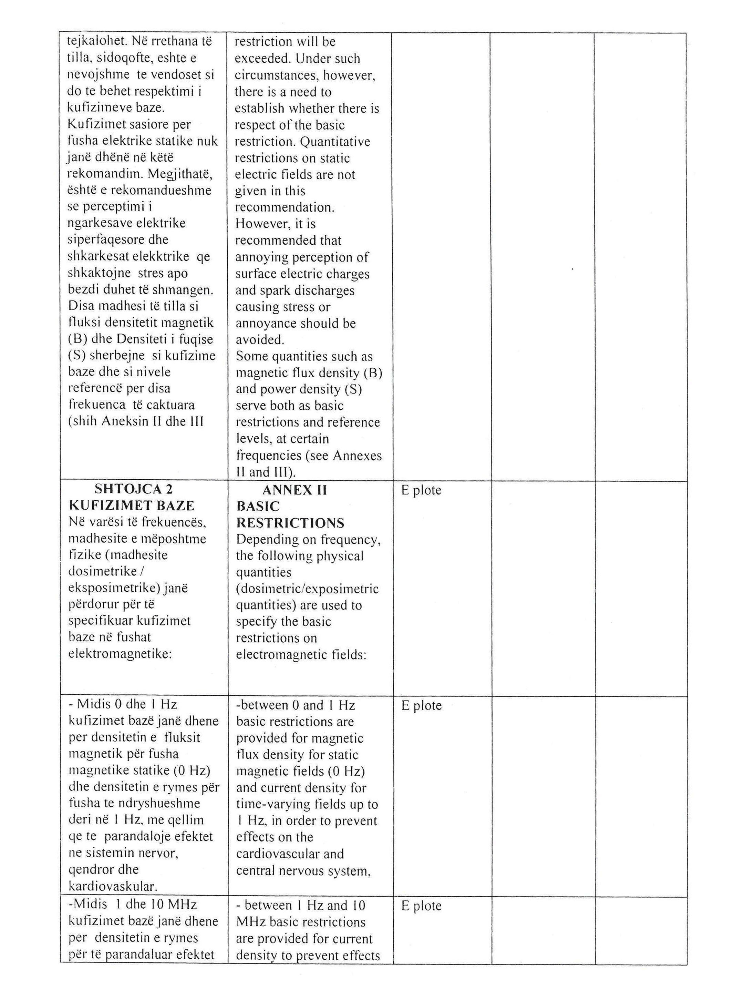 tejkalohet. Në rrethana të
tilla, sidoqofte, eshte e
nevojshme te vendoset si
do te behet respektimi i
kufizimeve baze.
Kufizimet sasiore per
fusha elektrike statike nuk
janë dhënë në këtë
rekomandim. Megjithatë,
është e rekomandueshme
se perceptimi i
ngarkesave elektrike
siperfaqesore dhe
shkarkesat elekktrike qe
shkaktojne stres apo
bezdi duhet të shmangen.
Disa madhesi të tilla si
fluksi densitetit magnetik
(B) dhe Densiteti i fuqise
(S) sherbejne si kufizime
baze dhe si nivele
referencë per disa
frekuenca të caktuara
(shih Aneksin II dhe III
restriction will be
exceeded. Under such
circumstances, however,
there is a need to
establish whether there is
respect of the basic
restriction. Quantitative
restrictions on static
electric fields are not
given in this
recommendation.
However, it is
recommended that
annoying perception of
surface electric charges
and spark discharges
causing stress or
annoyance should be
avoided.
Some quantities such as
magnetic flux density (B)
and power density (S)
serve both as basic
restrictions and reference
levels, at certain
frequencies (see Annexes
II and III).
SHTOJCA 2
KUFIZIMET BAZE
Në varësi të frekuencës,
madhesite e mëposhtme
fizike (madhesite
dosimetrike /
eksposimetrike) janë
përdorur për të
specifikuar kufizimet
baze në fushat
elektromagnetike:
ANNEX II
BASIC
RESTRICTIONS
Depending on frequency,
the following physical
quantities
(dosimetric/exposimetric
quantities) are used to
specify the basic
restrictions on
electromagnetic fields:
E plote
- Midis 0 dhe 1 Hz
kufizimet bazë janë dhene
per densitetin e fluksit
magnetik për fusha
magnetike statike (0 Hz)
dhe densitetin e rymes për
fusha te ndryshueshme
deri në 1 Hz, me qellim
qe te parandaloje efektet
ne sistemin nervor,
qendror dhe
kardiovaskular.
-between 0 and 1 Hz
basic restrictions are
provided for magnetic
flux density for static
magnetic fields (0 Hz)
and current density for
time-varying fields up to
1 Hz, in order to prevent
effects on the
cardiovascular and
central nervous system,
E plote
-Midis 1 dhe 10 MHz
kufizimet bazë janë dhene
per densitetin e rymes
për të parandaluar efektet
- between 1 Hz and 10
MHz basic restrictions
are provided for current
density to prevent effects
E plote